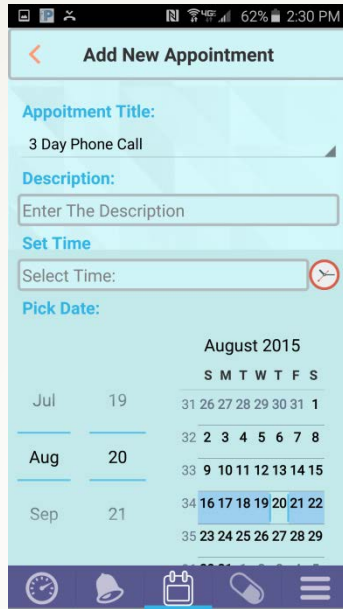 62% 2:30 PM
Add New Appointment
Appoitment Title:
3 Day Phone Call
Description:
Enter The Description
Set Time
Select Time:
Pick Date:
August 2015
S M T W T F S
Jul 19 31 26 27 28 29 30 31 1
32 2 3 4 5 6 7 8
Aug 20 33 9 10 11 12 13 14 15
Sep 21 34 16 17 18 19 20 21 22
35 23 24 25 26 27 28 29